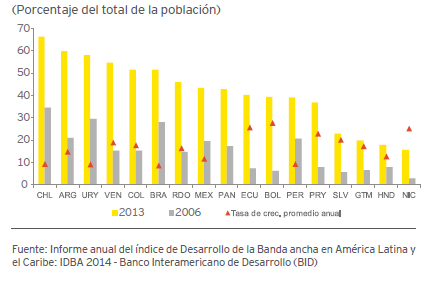 (Porcentaje del total de la población)
70
60
50
40
30
20
10
0
CHL ARG URY VEN COL BRA RDO MEX PAN ECU BOL PER PRY SLV GTM HND NIC
2013 2006 Tasa de crec, promedio anual
Fuente: Informe anual del índice de Desarrollo de la Banda ancha en América Latina y
el Caribe: IDBA 2014 - Banco Interamericano de Desarrollo (BID)